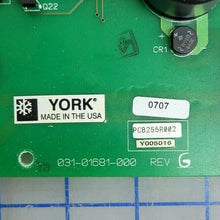 Q22
CR1
YORK®
MADE IN THE USA
0707
PCB255R002
Y005016
031-01681-000 REV G